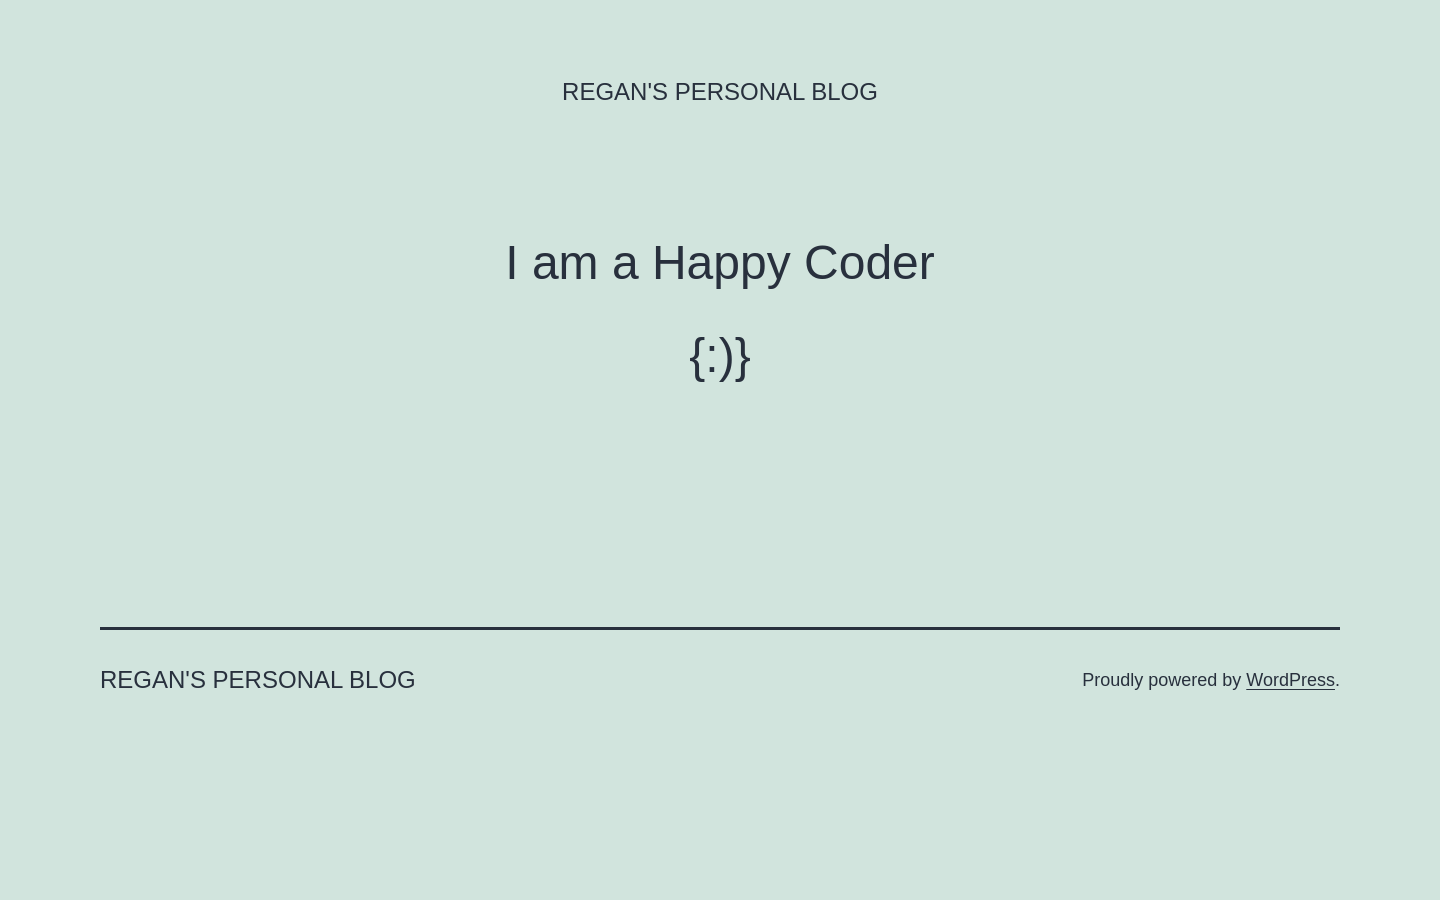 REGAN'S PERSONAL BLOG
I am a Happy Coder
{:)}
REGAN'S PERSONAL BLOG
Proudly powered by WordPress.